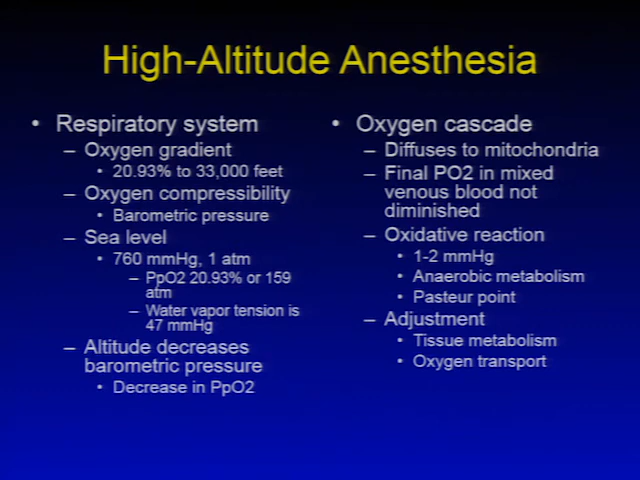 High-Altitude Anesthesia
• Respiratory system
– Oxygen gradient
• 20.93% to 33,000 feet
– Oxygen compressibility
• Barometric pressure
– Sea level
• 760 mmHg, 1 atm
– PpO2 20.93% or 159
atm
– Water vapor tension is
47 mmHg
– Altitude decreases
barometric pressure
• Decrease in PpO2
• Oxygen cascade
– Diffuses to mitochondria
– Final PO2 in mixed
venous blood not
diminished
– Oxidative reaction
• 1-2 mmHg
• Anaerobic metabolism
• Pasteur point
– Adjustment
• Tissue metabolism
• Oxygen transport